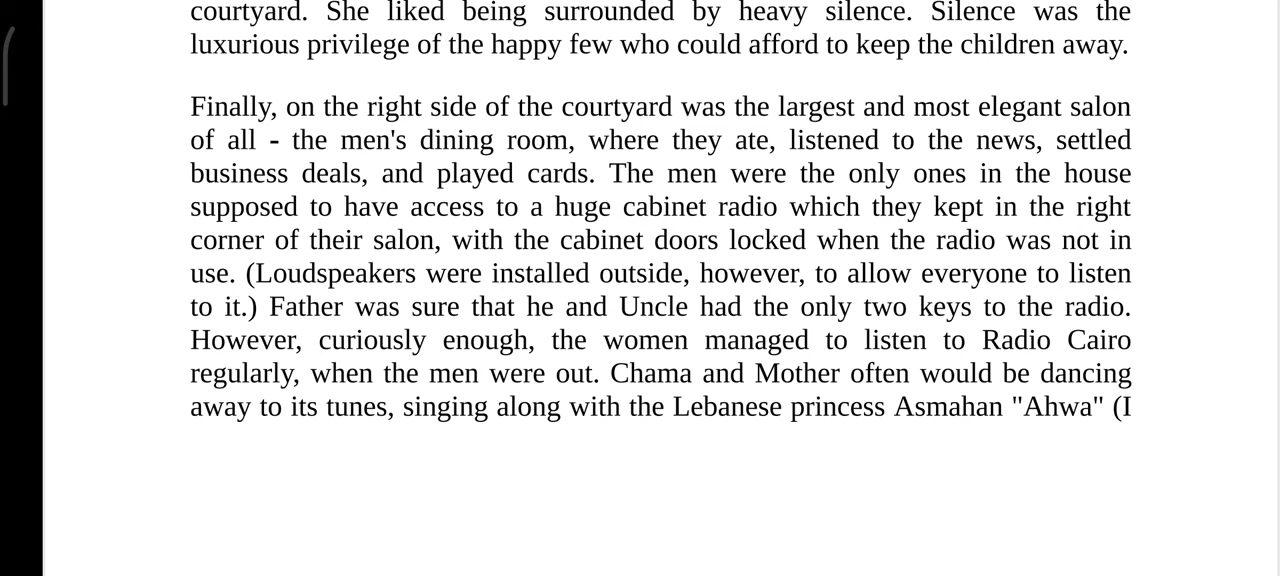 courtyard. She liked being surrounded by heavy silence. Silence was the
luxurious privilege of the happy few who could afford to keep the children away.
Finally, on the right side of the courtyard was the largest and most elegant salon
of all - the men's dining room, where they ate, listened to the news, settled
business deals, and played cards. The men were the only ones in the house
supposed to have access to a huge cabinet radio which they kept in the right
corner of their salon, with the cabinet doors locked when the radio was not in
use. (Loudspeakers were installed outside, however, to allow everyone to listen
to it.) Father was sure that he and Uncle had the only two keys to the radio.
However, curiously enough, the women managed to listen to Radio Cairo
regularly, when the men were out. Chama and Mother often would be dancing
away to its tunes, singing along with the Lebanese princess Asmahan "Ahwa" (I